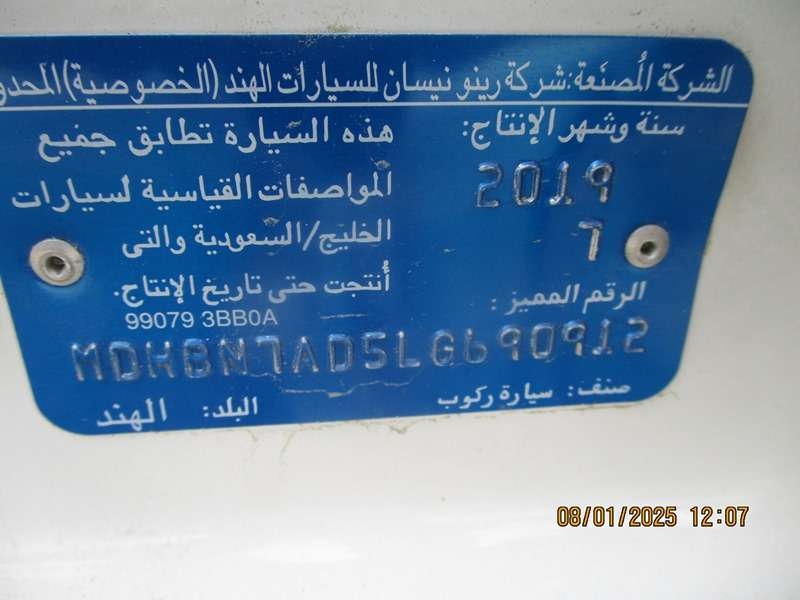 الشركة المصنعة: شركة رينو نيسان للسيارات الهند (الخصوصية) المحدو
سنة وشهر الإنتاج:
2019
7
هذه السيارة تطابق جميع
المواصفات القياسية لسيارات
الخليج/السعودية والتى
أنتجت حتى تاريخ الإنتاج.
99079 3BB0A
الرقم المميز:
MDHBN7AD5LG690912
صنف: سيارة ركوب
البلد: الهند
08/01/2025 12:07